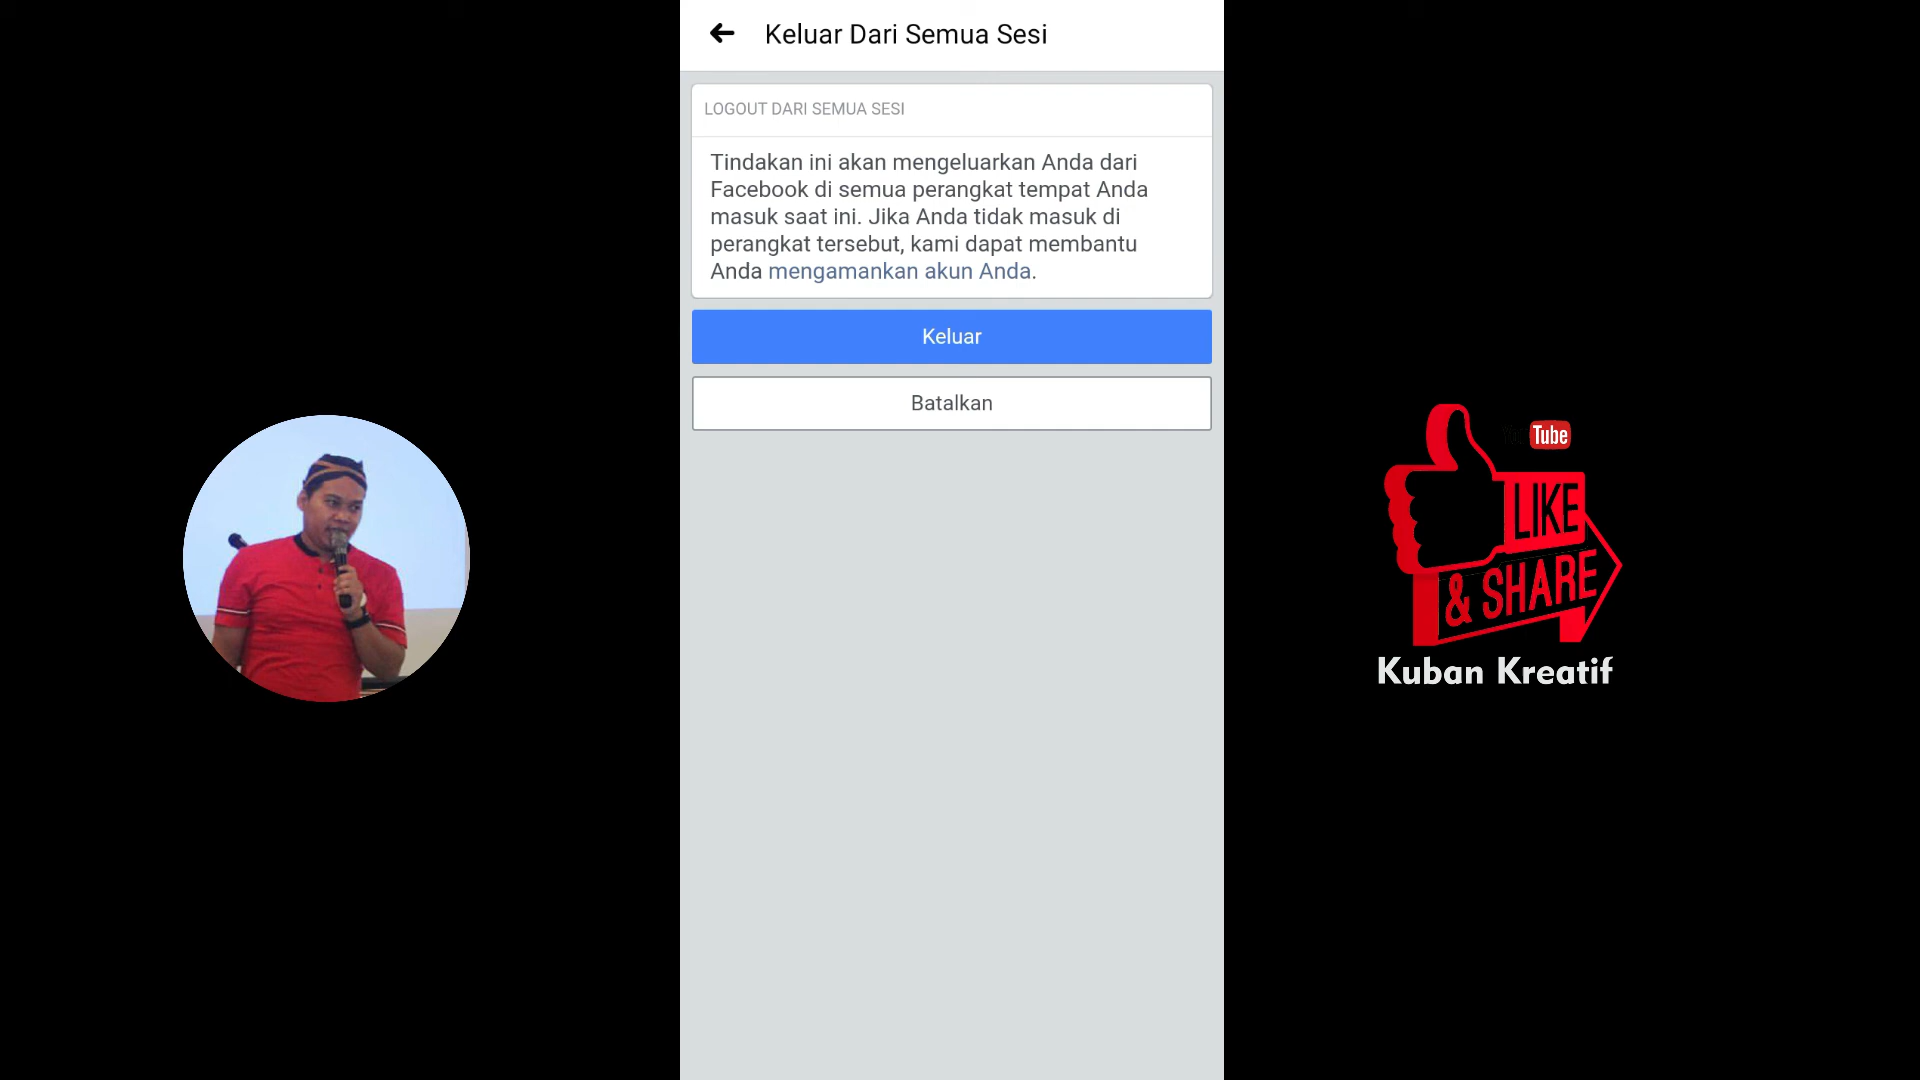 Keluar Dari Semua Sesi
LOGOUT DARI SEMUA SESI
Tindakan ini akan mengeluarkan Anda dari
Facebook di semua perangkat tempat Anda
masuk saat ini. Jika Anda tidak masuk di
perangkat tersebut, kami dapat membantu
Anda mengamankan akun Anda.
Keluar
Batalkan
YouTube
LIKE
& SHARE
Kuban Kreatif